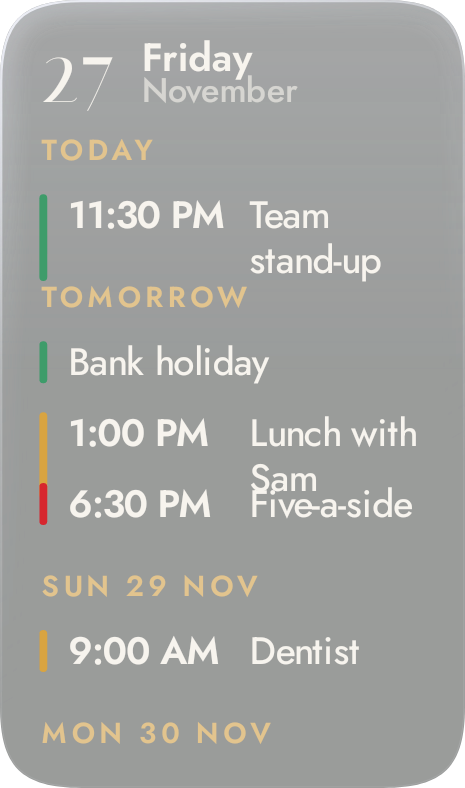 27 Friday
November
TODAY
11:30 PM Team
stand-up
TOMORROW
Bank holiday
1:00 PM Lunch with
Sam
6:30 PM Five-a-side
SUN 29 NOV
9:00 AM Dentist
MON 30 NOV